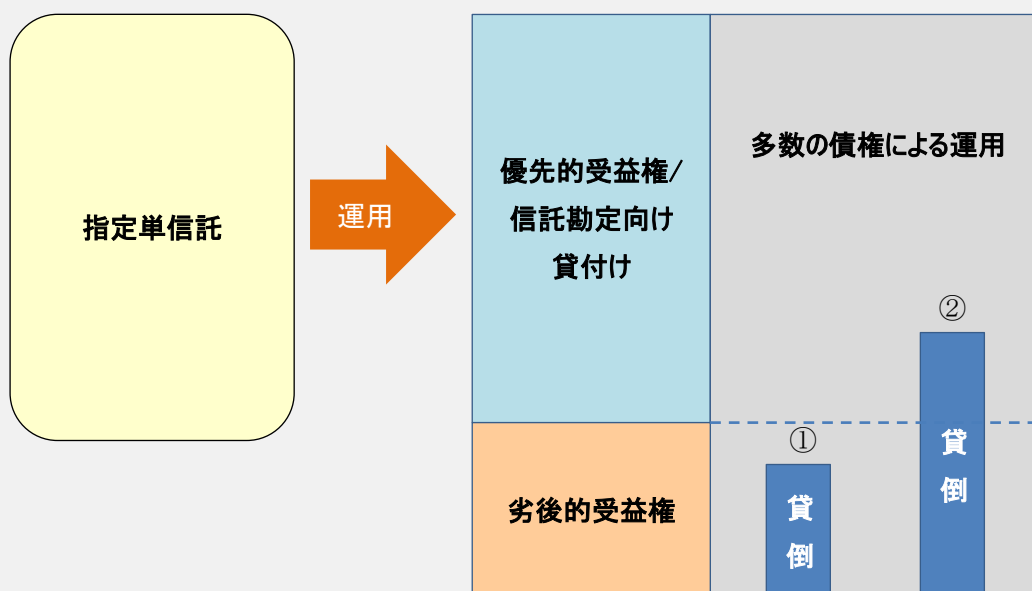 指定単信託
運用
優先的受益権/
信託勘定向け
貸付け
劣後的受益権
多数の債権による運用
①
貸
倒
②
貸
倒